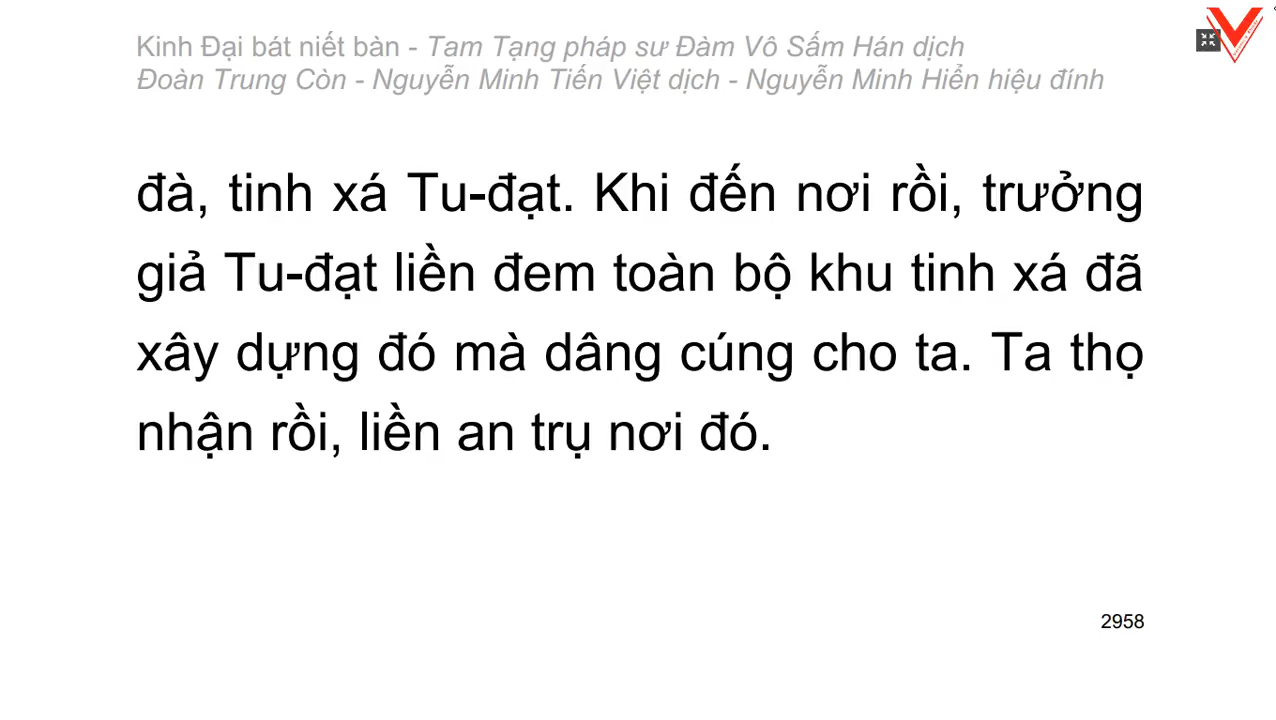 Kinh Đại bát niết bàn - Tam Tạng pháp sư Đàm Vô Sấm Hán dịch
Đoàn Trung Còn - Nguyễn Minh Tiến Việt dịch - Nguyễn Minh Hiển hiệu đính
đà, tinh xá Tu-đạt. Khi đến nơi rồi, trưởng
giả Tu-đạt liền đem toàn bộ khu tinh xá đã
xây dựng đó mà dâng cúng cho ta. Ta thọ
nhận rồi, liền an trụ nơi đó.
2958